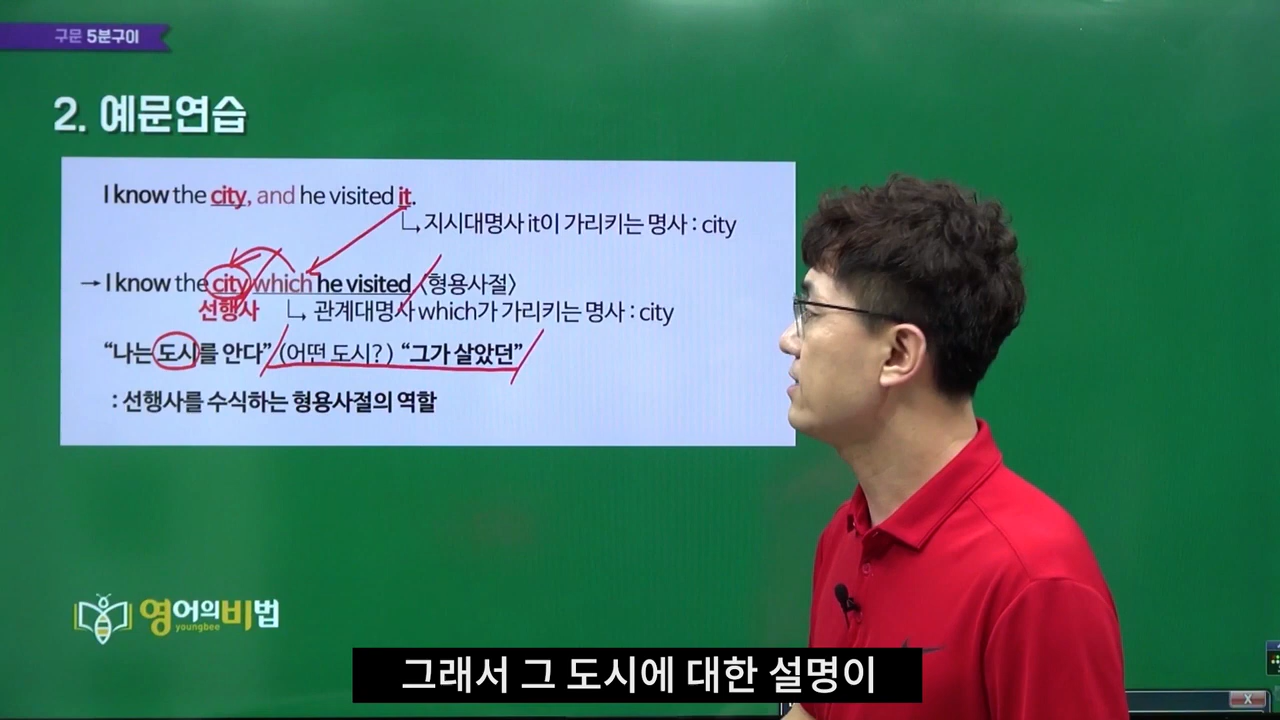 구문 5분구이
2. 예문연습
I know the city, and he visited it.
지시대명사 it이 가리키는 명사 : city
→ I know the city which he visited 〈형용사절〉
선행사
관계대명사 which가 가리키는 명사 : city
“나는 도시를 안다” (어떤 도시?) “그가 살았던”
: 선행사를 수식하는 형용사절의 역할
영어의비법
youngbee
그래서 그 도시에 대한 설명이
X